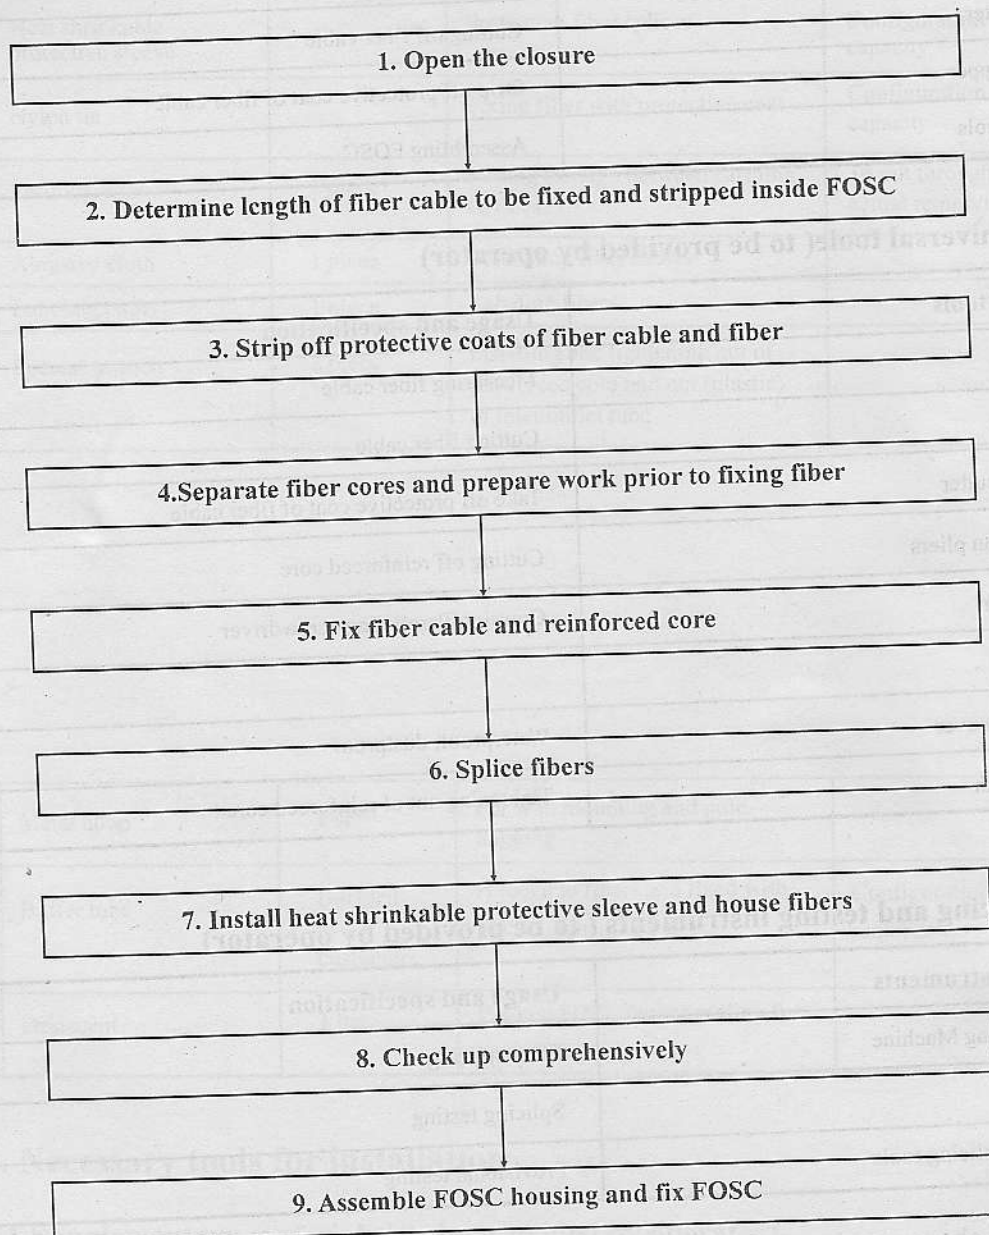 1. Open the closure
2. Determine length of fiber cable to be fixed and stripped inside FOSC
3. Strip off protective coats of fiber cable and fiber
4.Separate fiber cores and prepare work prior to fixing fiber
5. Fix fiber cable and reinforced core
6. Splice fibers
7. Install heat shrinkable protective sleeve and house fibers
8. Check up comprehensively
9. Assemble FOSC housing and fix FOSC